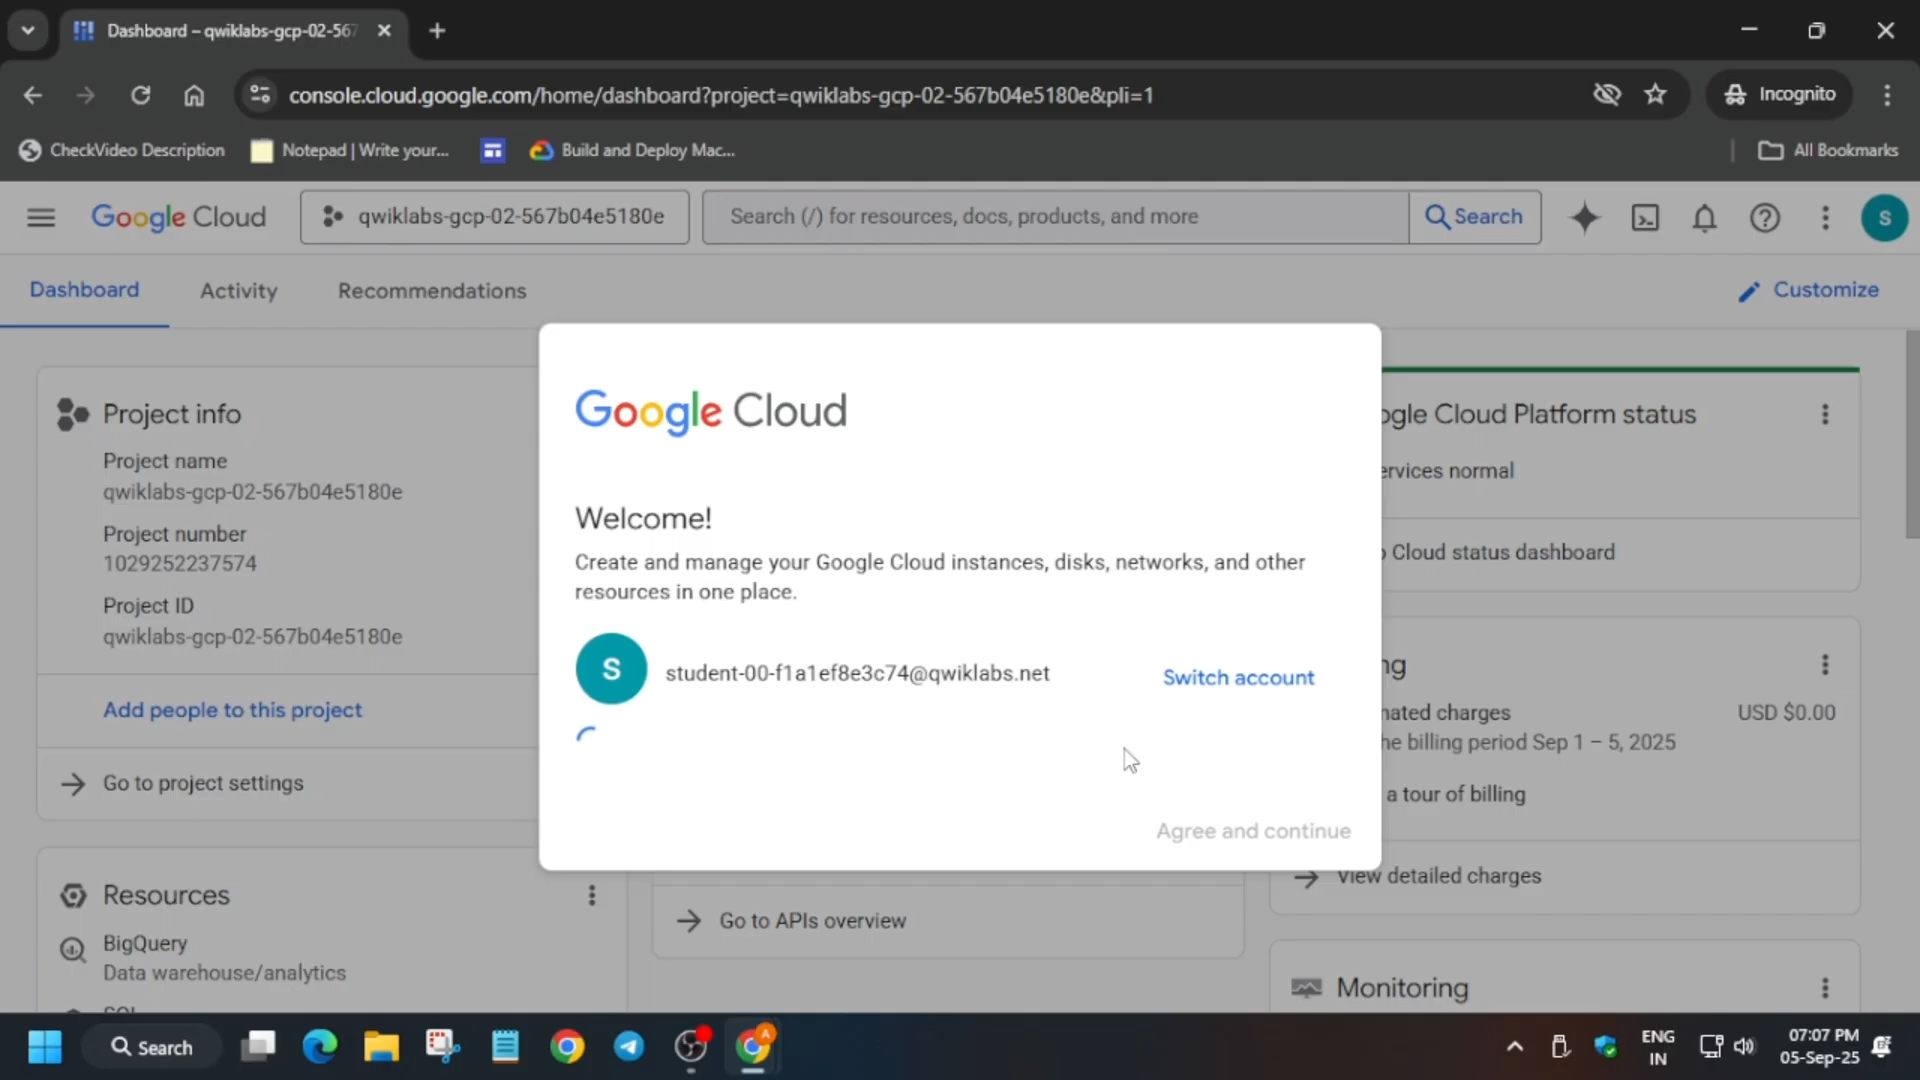 Dashboard – qwiklabs-gcp-02-567
console.cloud.google.com/home/dashboard?project=qwiklabs-gcp-02-567b04e5180e&pli=1
Incognito
CheckVideo Description
Notepad | Write your...
Build and Deploy Mac...
All Bookmarks
Google Cloud
qwiklabs-gcp-02-567b04e5180e
Search (/) for resources, docs, products, and more
Search
S
Dashboard
Activity
Recommendations
Customize
Project info
Project name
qwiklabs-gcp-02-567b04e5180e
Project number
1029252237574
Project ID
qwiklabs-gcp-02-567b04e5180e
Add people to this project
Go to project settings
Resources
BigQuery
Data warehouse/analytics
Google Cloud
Welcome!
Create and manage your Google Cloud instances, disks, networks, and other
resources in one place.
S
student-00-f1a1ef8e3c74@qwiklabs.net
Switch account
Agree and continue
Go to APIs overview
ogle Cloud Platform status
ervices normal
Cloud status dashboard
ng
nated charges
USD $0.00
he billing period Sep 1 – 5, 2025
a tour of billing
View detailed charges
Monitoring
Search
A
ENG
IN
07:07 PM
05-Sep-25